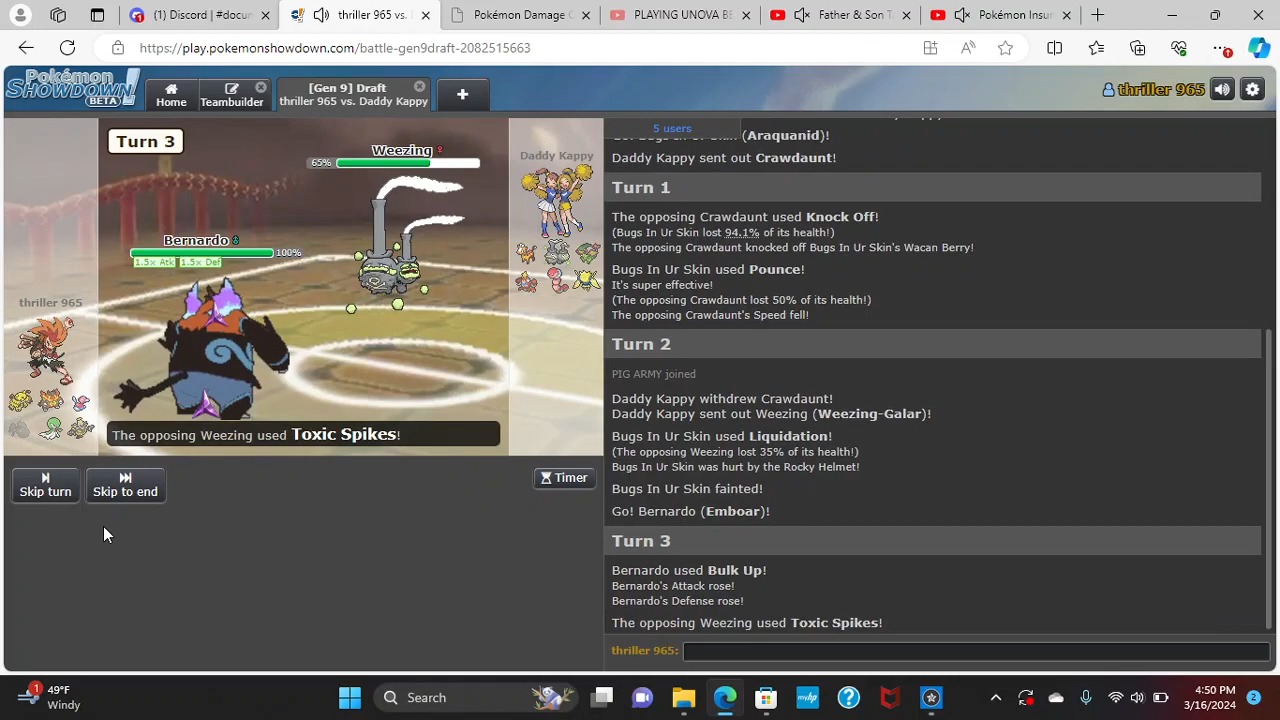 (1) Discord | #docum
thriller 965 vs. D
Pokémon Damage C
PLAYING UNOVA BE
Father & Son Ta
Pokémon Insum
https://play.pokemonshowdown.com/battle-gen9draft-2082515663
Pokémon
SHOWDOWN
BETA
Home
Teambuilder
[Gen 9] Draft
thriller 965 vs. Daddy Kappy
thriller 965
Turn 3
Weezing ♀
65%
Daddy Kappy
Bernardo
100%
1.5x Atk 1.5x Def
thriller 965
The opposing Weezing used Toxic Spikes!
Skip turn
Skip to end
Timer
5 users
(Araquanid)!
Daddy Kappy sent out Crawdaunt!
Turn 1
The opposing Crawdaunt used Knock Off!
(Bugs In Ur Skin lost 94.1% of its health!)
The opposing Crawdaunt knocked off Bugs In Ur Skin's Wacan Berry!
Bugs In Ur Skin used Pounce!
It's super effective!
(The opposing Crawdaunt lost 50% of its health!)
The opposing Crawdaunt's Speed fell!
Turn 2
PIG ARMY joined
Daddy Kappy withdrew Crawdaunt!
Daddy Kappy sent out Weezing (Weezing-Galar)!
Bugs In Ur Skin used Liquidation!
(The opposing Weezing lost 35% of its health!)
Bugs In Ur Skin was hurt by the Rocky Helmet!
Bugs In Ur Skin fainted!
Go! Bernardo (Emboar)!
Turn 3
Bernardo used Bulk Up!
Bernardo's Attack rose!
Bernardo's Defense rose!
The opposing Weezing used Toxic Spikes!
thriller 965:
1
49°F
Windy
Search
4:50 PM
3/16/2024
2